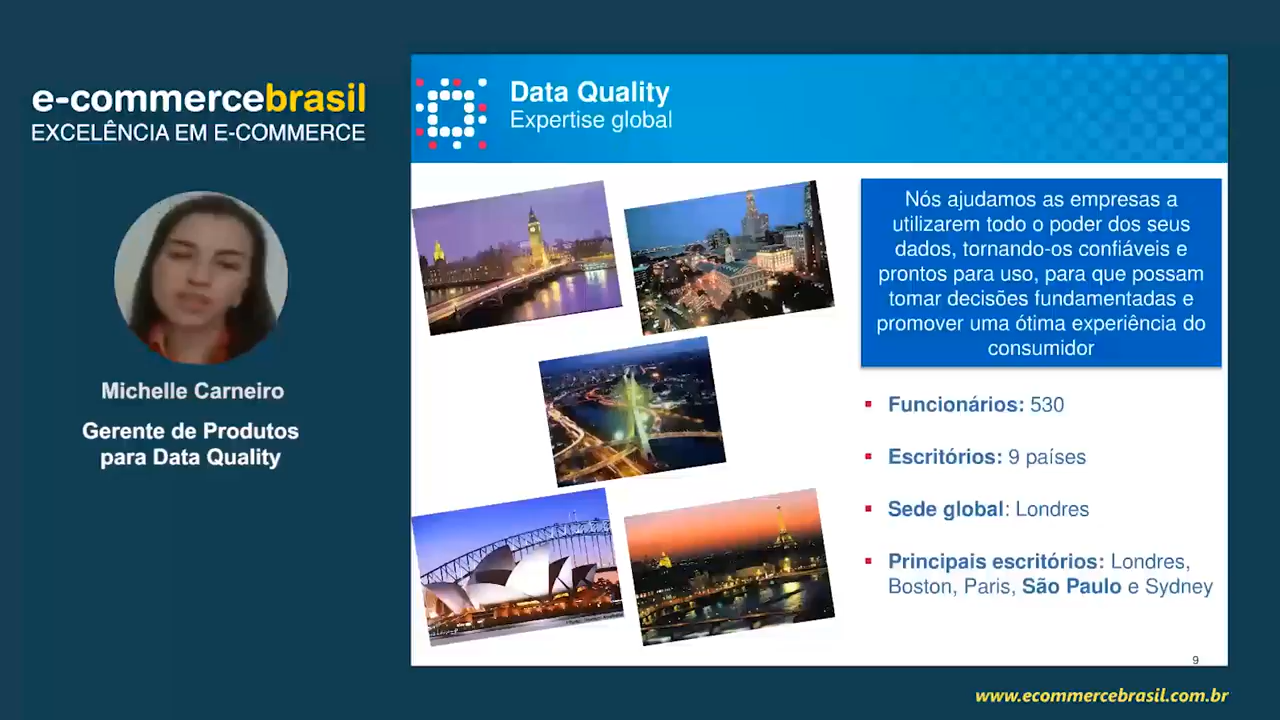 e-commercebrasil
EXCELÊNCIA EM E-COMMERCE
Michelle Carneiro
Gerente de Produtos
para Data Quality
Data Quality
Expertise global
Nós ajudamos as empresas a
utilizarem todo o poder dos seus
dados, tornando-os confiáveis e
prontos para uso, para que possam
tomar decisões fundamentadas e
promover uma ótima experiência do
consumidor
Funcionários: 530
Escritórios: 9 países
Sede global: Londres
Principais escritórios: Londres,
Boston, Paris, São Paulo e Sydney
9
www.ecommercebrasil.com.br